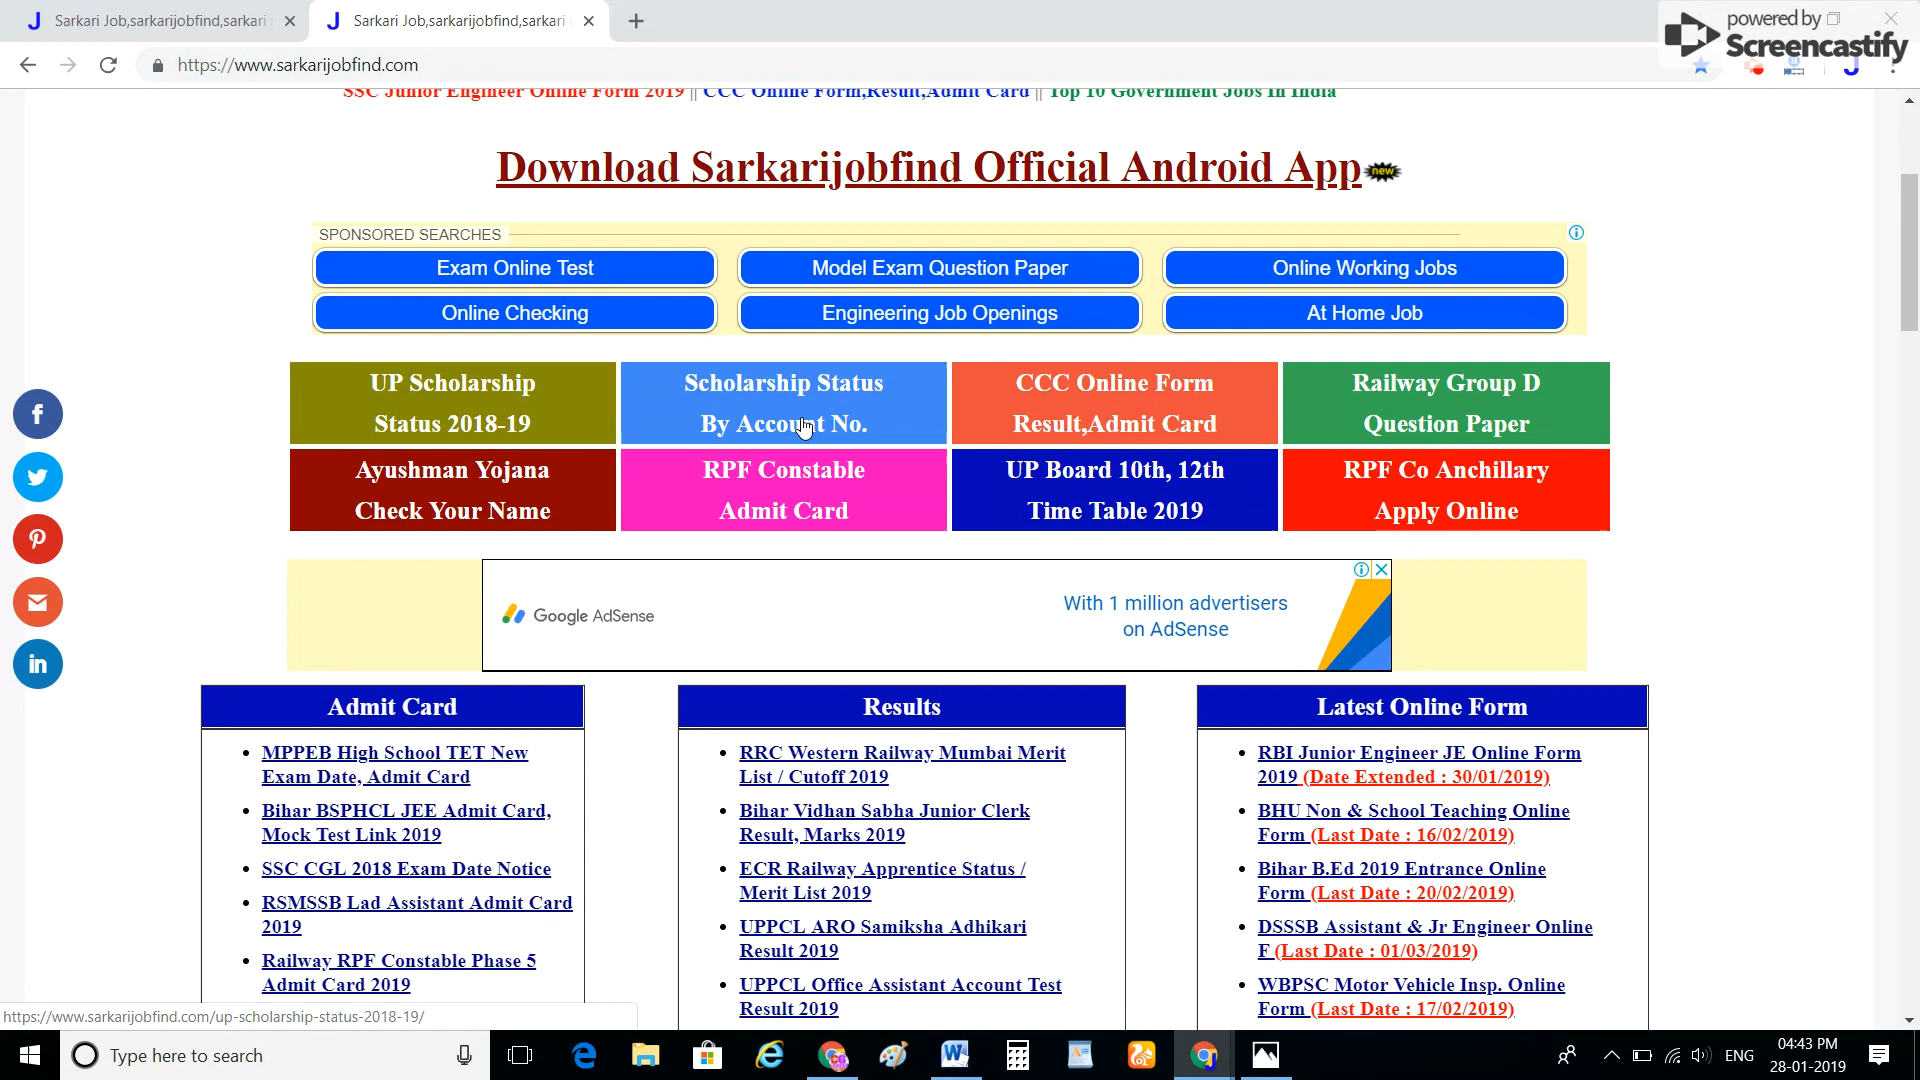 Sarkari Job,sarkarijobfind,sarkari
Sarkari Job,sarkarijobfind,sarkari
powered by
Screencastify
https://www.sarkarijobfind.com
SSC Junior Engineer Online Form 2019 || CCC Online Form,Result,Admit Card || Top 10 Government Jobs In India
Download Sarkarijobfind Official Android App
new
SPONSORED SEARCHES
Exam Online Test
Model Exam Question Paper
Online Working Jobs
Online Checking
Engineering Job Openings
At Home Job
UP Scholarship
Status 2018-19
Scholarship Status
By Account No.
CCC Online Form
Result,Admit Card
Railway Group D
Question Paper
Ayushman Yojana
Check Your Name
RPF Constable
Admit Card
UP Board 10th, 12th
Time Table 2019
RPF Co Anchillary
Apply Online
Google AdSense
With 1 million advertisers
on AdSense
Admit Card
MPPEB High School TET New
Exam Date, Admit Card
Bihar BSPHCL JEE Admit Card,
Mock Test Link 2019
SSC CGL 2018 Exam Date Notice
RSMSSB Lad Assistant Admit Card
2019
Railway RPF Constable Phase 5
Admit Card 2019
Results
RRC Western Railway Mumbai Merit
List / Cutoff 2019
Bihar Vidhan Sabha Junior Clerk
Result, Marks 2019
ECR Railway Apprentice Status /
Merit List 2019
UPPCL ARO Samiksha Adhikari
Result 2019
UPPCL Office Assistant Account Test
Result 2019
Latest Online Form
RBI Junior Engineer JE Online Form
2019 (Date Extended : 30/01/2019)
BHU Non & School Teaching Online
Form (Last Date : 16/02/2019)
Bihar B.Ed 2019 Entrance Online
Form (Last Date : 20/02/2019)
DSSSB Assistant & Jr Engineer Online
F (Last Date : 01/03/2019)
WBPSC Motor Vehicle Insp. Online
Form (Last Date : 17/02/2019)
https://www.sarkarijobfind.com/up-scholarship-status-2018-19/
Type here to search
ENG
04:43 PM
28-01-2019